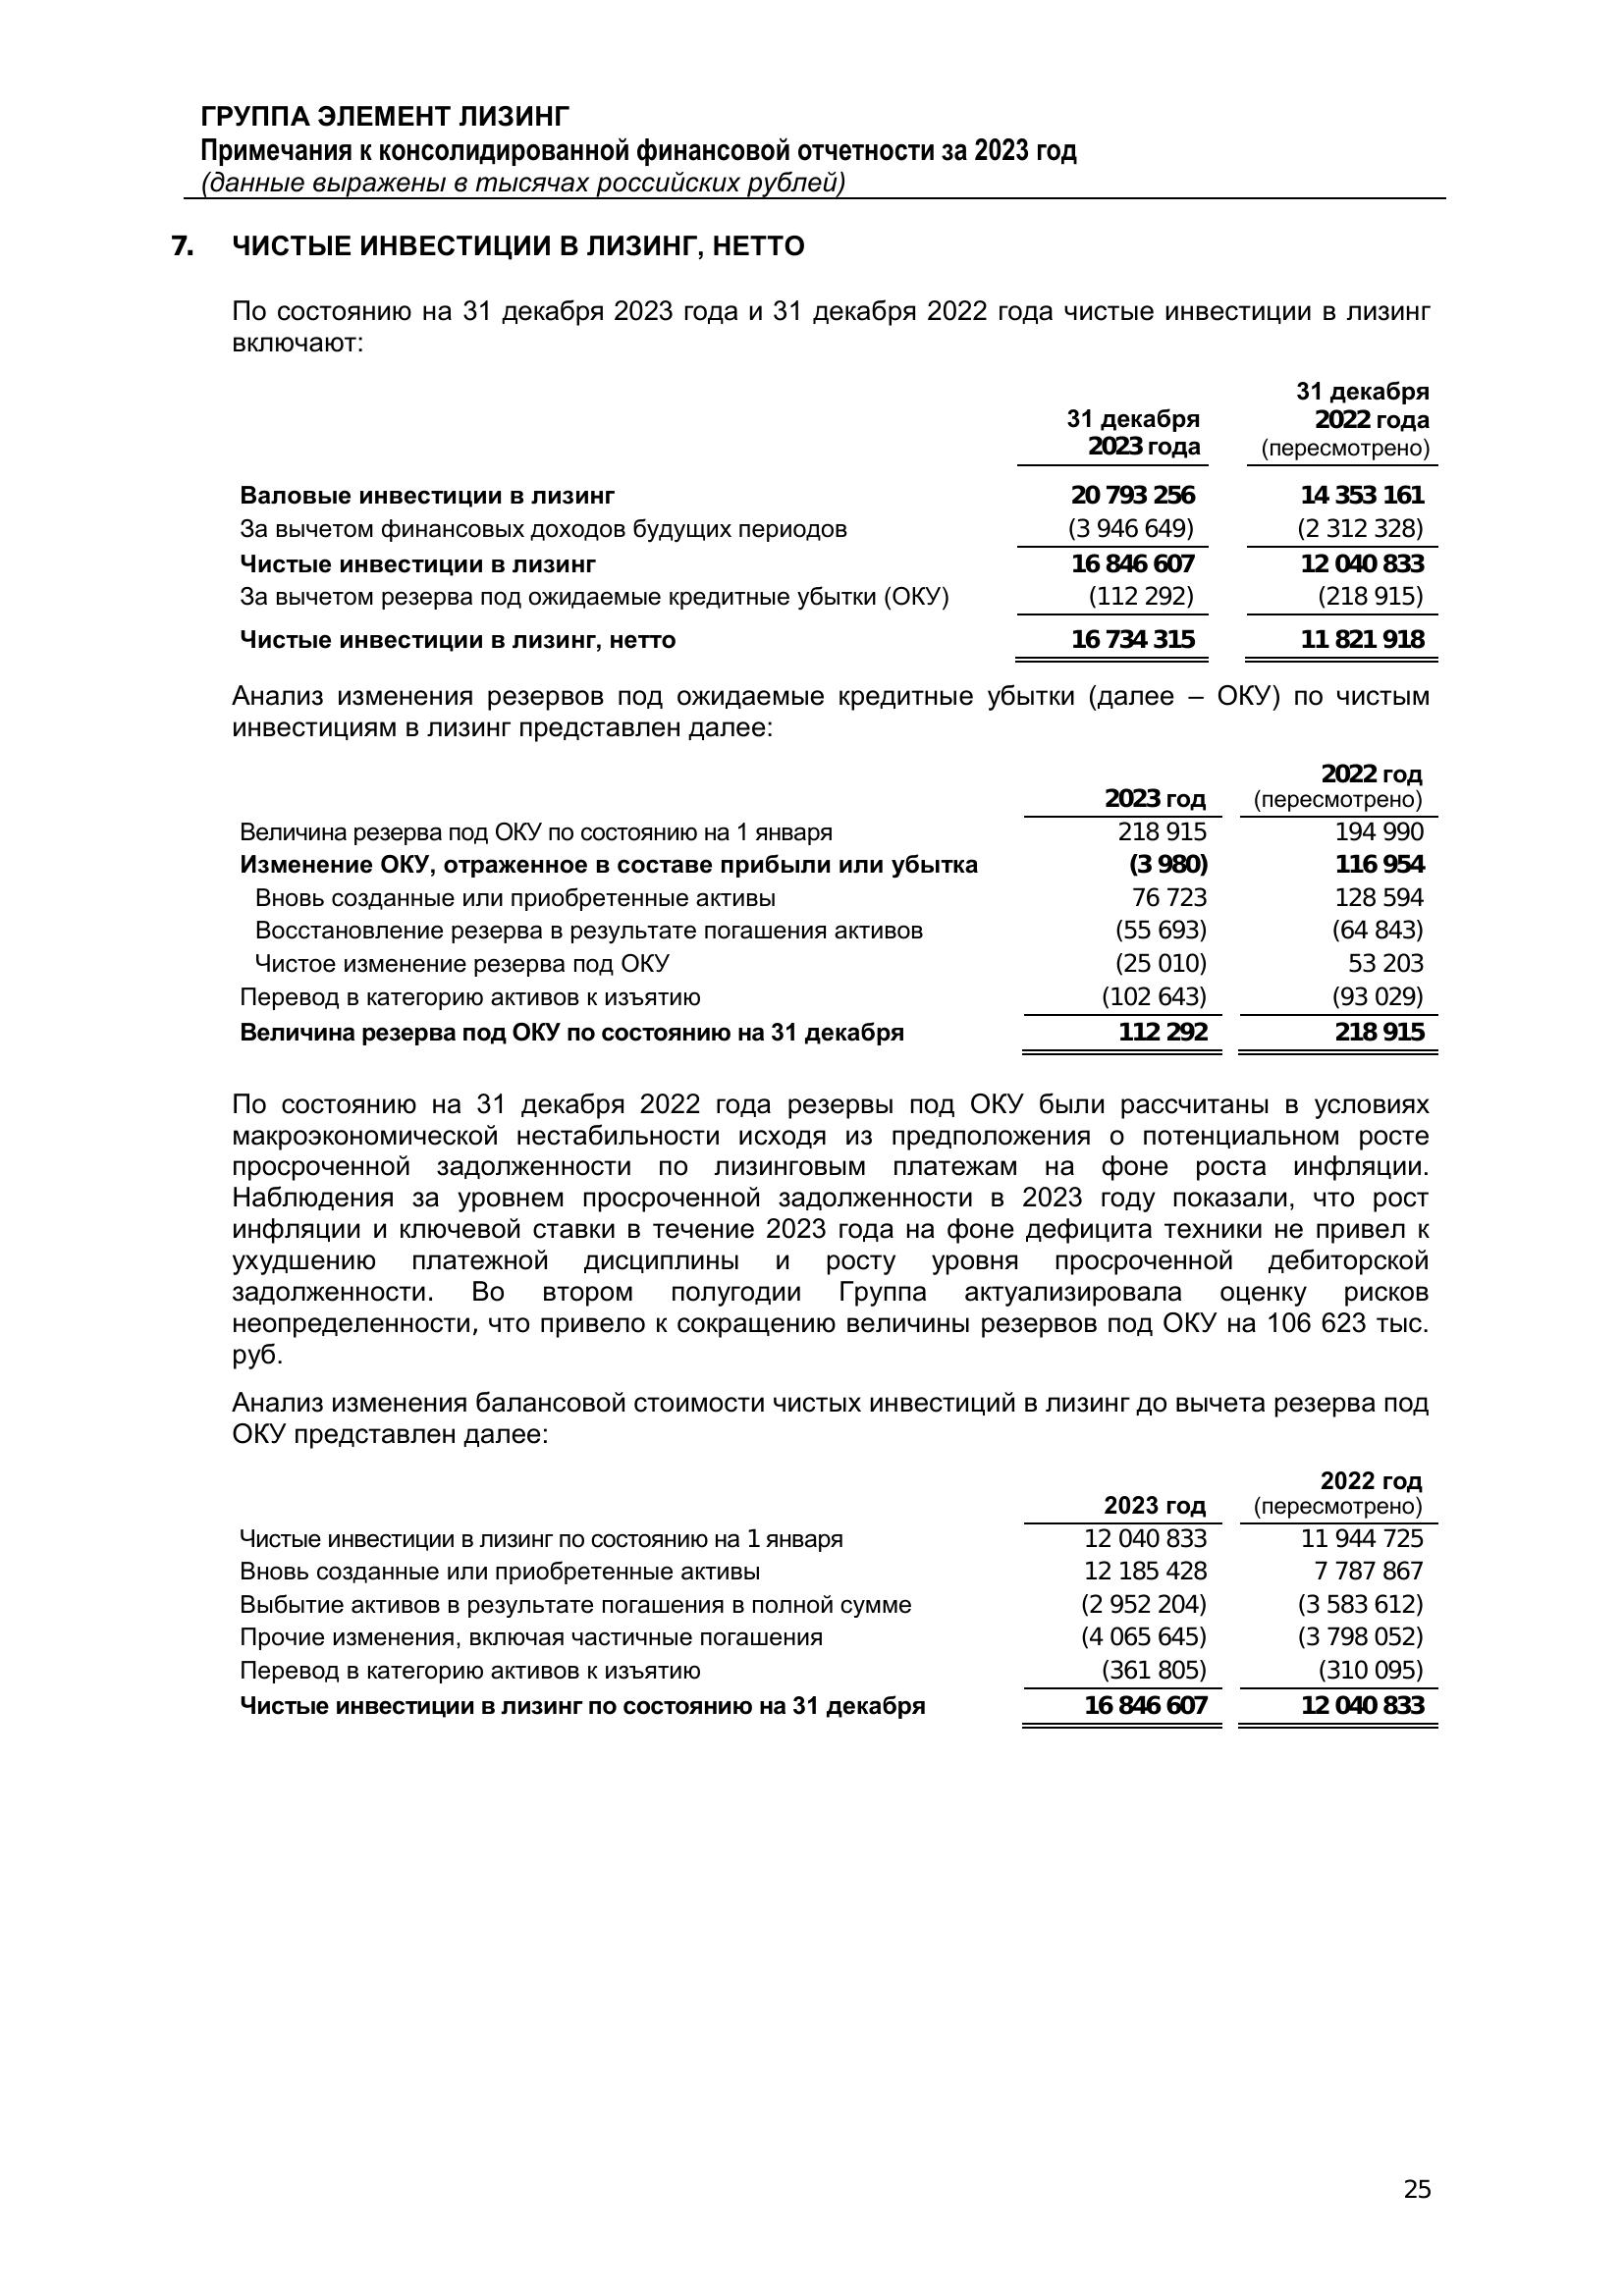 ГРУППА ЭЛЕМЕНТ ЛИЗИНГ
Примечания к консолидированной финансовой отчетности за 2023 год
(данные выражены в тысячах российских рублей)
7. ЧИСТЫЕ ИНВЕСТИЦИИ В ЛИЗИНГ, НЕТТО
По состоянию на 31 декабря 2023 года и 31 декабря 2022 года чистые инвестиции в лизинг
включают:
31 декабря 2023 года
31 декабря 2022 года (пересмотрено)
Валовые инвестиции в лизинг 20 793 256 14 353 161
За вычетом финансовых доходов будущих периодов (3 946 649) (2 312 328)
Чистые инвестиции в лизинг 16 846 607 12 040 833
За вычетом резерва под ожидаемые кредитные убытки (ОКУ) (112 292) (218 915)
Чистые инвестиции в лизинг, нетто 16 734 315 11 821 918
Анализ изменения резервов под ожидаемые кредитные убытки (далее – ОКУ) по чистым
инвестициям в лизинг представлен далее:
2023 год
2022 год (пересмотрено)
Величина резерва под ОКУ по состоянию на 1 января 218 915 194 990
Изменение ОКУ, отраженное в составе прибыли или убытка (3 980) 116 954
Вновь созданные или приобретенные активы 76 723 128 594
Восстановление резерва в результате погашения активов (55 693) (64 843)
Чистое изменение резерва под ОКУ (25 010) 53 203
Перевод в категорию активов к изъятию (102 643) (93 029)
Величина резерва под ОКУ по состоянию на 31 декабря 112 292 218 915
По состоянию на 31 декабря 2022 года резервы под ОКУ были рассчитаны в условиях
макроэкономической нестабильности исходя из предположения о потенциальном росте
просроченной задолженности по лизинговым платежам на фоне роста инфляции.
Наблюдения за уровнем просроченной задолженности в 2023 году показали, что рост
инфляции и ключевой ставки в течение 2023 года на фоне дефицита техники не привел к
ухудшению платежной дисциплины и росту уровня просроченной дебиторской
задолженности. Во втором полугодии Группа актуализировала оценку рисков
неопределенности, что привело к сокращению величины резервов под ОКУ на 106 623 тыс.
руб.
Анализ изменения балансовой стоимости чистых инвестиций в лизинг до вычета резерва под
ОКУ представлен далее:
2023 год
2022 год (пересмотрено)
Чистые инвестиции в лизинг по состоянию на 1 января 12 040 833 11 944 725
Вновь созданные или приобретенные активы 12 185 428 7 787 867
Выбытие активов в результате погашения в полной сумме (2 952 204) (3 583 612)
Прочие изменения, включая частичные погашения (4 065 645) (3 798 052)
Перевод в категорию активов к изъятию (361 805) (310 095)
Чистые инвестиции в лизинг по состоянию на 31 декабря 16 846 607 12 040 833
25